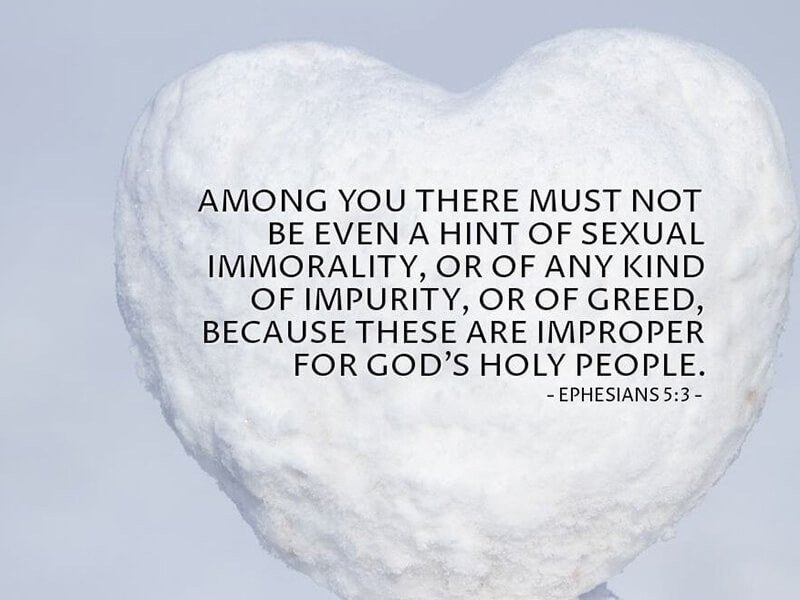 AMONG YOU THERE MUST NOT
BE EVEN A HINT OF SEXUAL
IMMORALITY, OR OF ANY KIND
OF IMPURITY, OR OF GREED,
BECAUSE THESE ARE IMPROPER
FOR GOD’S HOLY PEOPLE.
- EPHESIANS 5:3 -